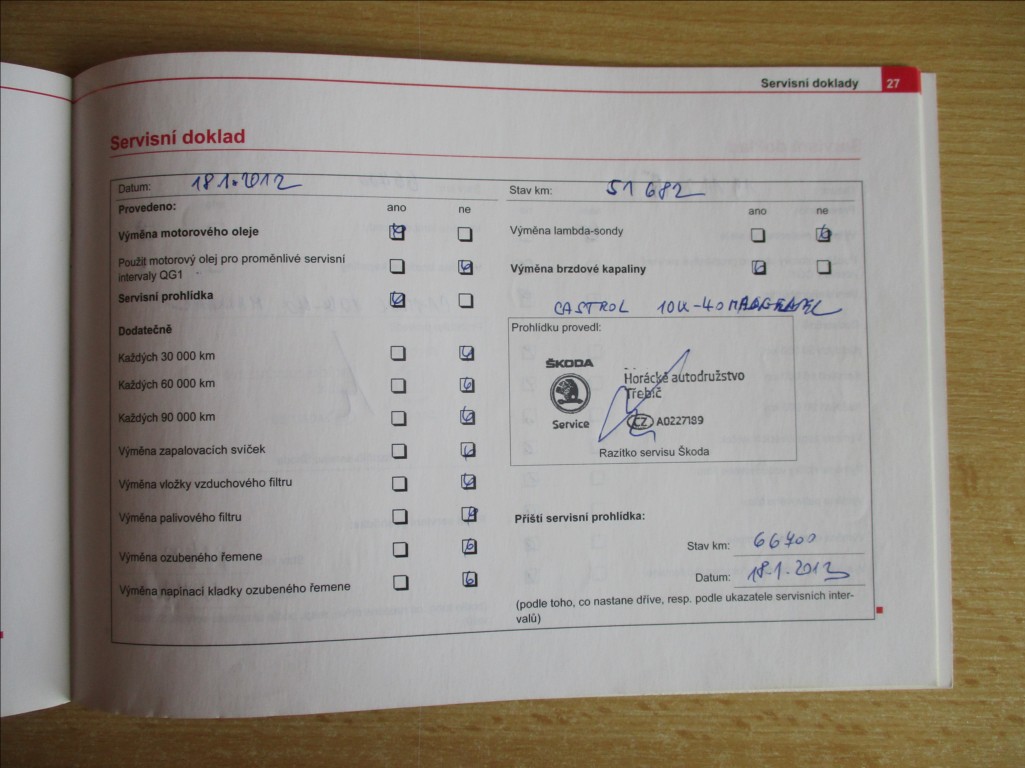 Servisní doklady 27
Servisní doklad
Datum: 18.1.2012
Stav km: 51 682
Provedeno: ano ne
ano ne
Výměna motorového oleje
Výměna lambda-sondy
Použit motorový olej pro proměnlivé servisní
intervaly QG1
Výměna brzdové kapaliny
Servisní prohlídka
CASTROL 10W-40
Dodatečně
Prohlídku provedl:
Každých 30 000 km
ŠKODA
Service
Horácké autodružstvo
Třebíč
CZ A0227189
Každých 60 000 km
Každých 90 000 km
Razítko servisu Škoda
Výměna zapalovacích svíček
Výměna vložky vzduchového filtru
Výměna palivového filtru
Příští servisní prohlídka:
Výměna ozubeného řemene
Stav km: 66700
Výměna napínací kladky ozubeného řemene
Datum: 18.1.2013
(podle toho, co nastane dříve, resp. podle ukazatele servisních inter-
valů)